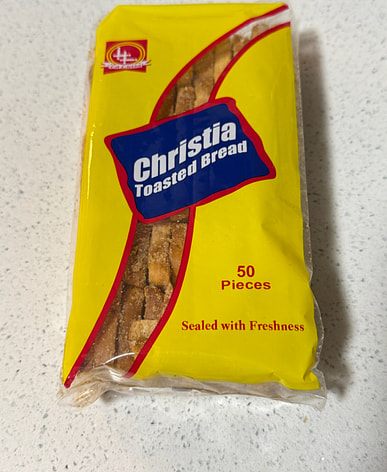 Christia
Toasted Bread
50
Pieces
Sealed with Freshness